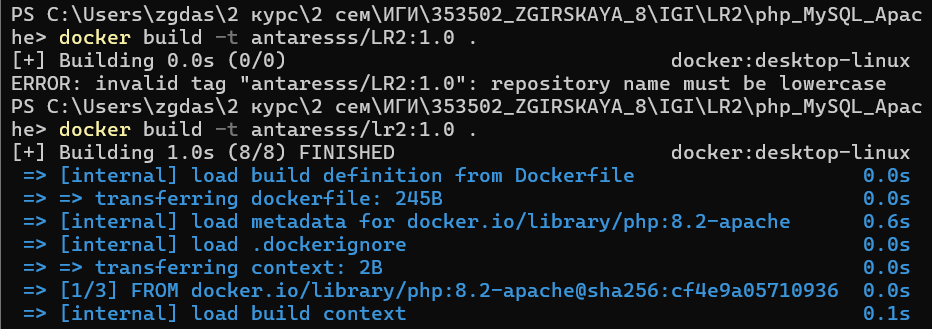 PS C:\Users\zgdas\2 курс\2 сем\ИГИ\353502_ZGIRSKAYA_8\IGI\LR2\php_MySQL_Apac
he> docker build -t antaresss/LR2:1.0 .
[+] Building 0.0s (0/0) docker:desktop-linux
ERROR: invalid tag "antaresss/LR2:1.0": repository name must be lowercase
PS C:\Users\zgdas\2 курс\2 сем\ИГИ\353502_ZGIRSKAYA_8\IGI\LR2\php_MySQL_Apac
he> docker build -t antaresss/lr2:1.0 .
[+] Building 1.0s (8/8) FINISHED docker:desktop-linux
=> [internal] load build definition from Dockerfile 0.0s
=> => transferring dockerfile: 245B 0.0s
=> [internal] load metadata for docker.io/library/php:8.2-apache 0.6s
=> [internal] load .dockerignore 0.0s
=> => transferring context: 2B 0.0s
=> [1/3] FROM docker.io/library/php:8.2-apache@sha256:cf4e9a05710936 0.0s
=> [internal] load build context 0.1s